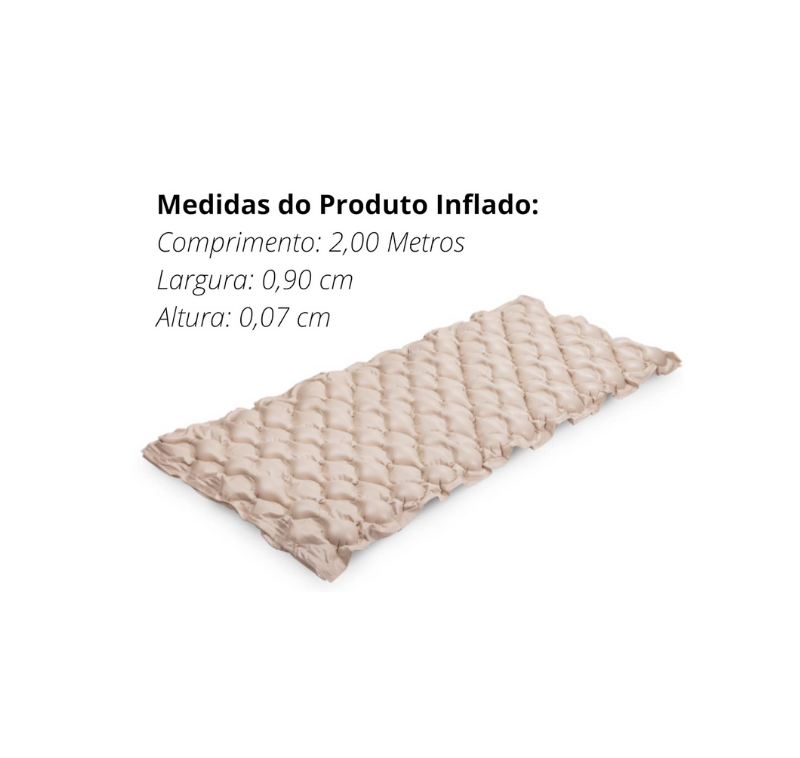 Medidas do Produto Inflado:
Comprimento: 2,00 Metros
Largura: 0,90 cm
Altura: 0,07 cm